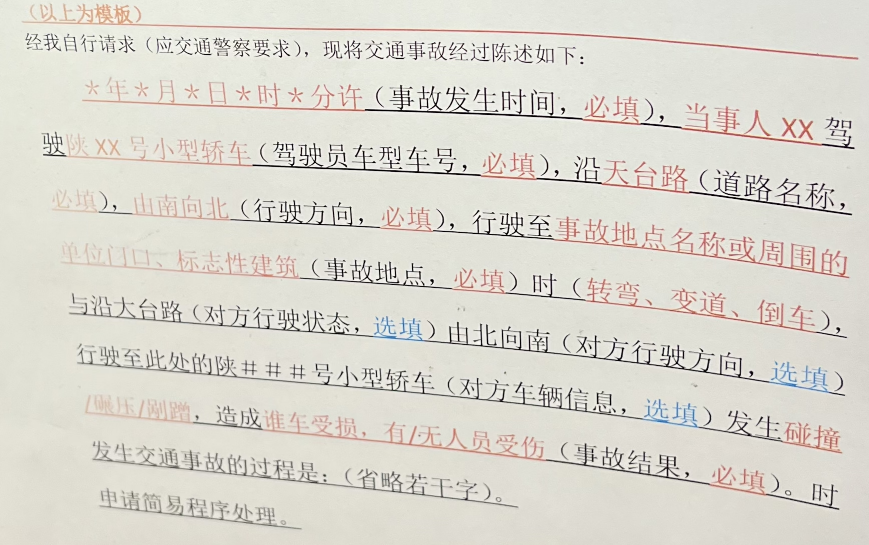 （以上为模板）
经我自行请求（应交通警察要求），现将交通事故经过陈述如下：
＊年＊月＊日＊时＊分许（事故发生时间，必填），当事人 XX 驾
驶陕 XX 号小型轿车（驾驶员车型车号，必填），沿天台路（道路名称，
必填），由南向北（行驶方向，必填），行驶至事故地点名称或周围的
单位门口、标志性建筑（事故地点，必填）时（转弯、变道、倒车），
与沿大台路（对方行驶状态，选填）由北向南（对方行驶方向，选填）
行驶至此处的陕＃＃＃号小型轿车（对方车辆信息，选填）发生碰撞
/碾压/剐蹭，造成谁车受损，有/无人员受伤（事故结果，必填）。时
发生交通事故的过程是：（省略若干字）。
申请简易程序处理。